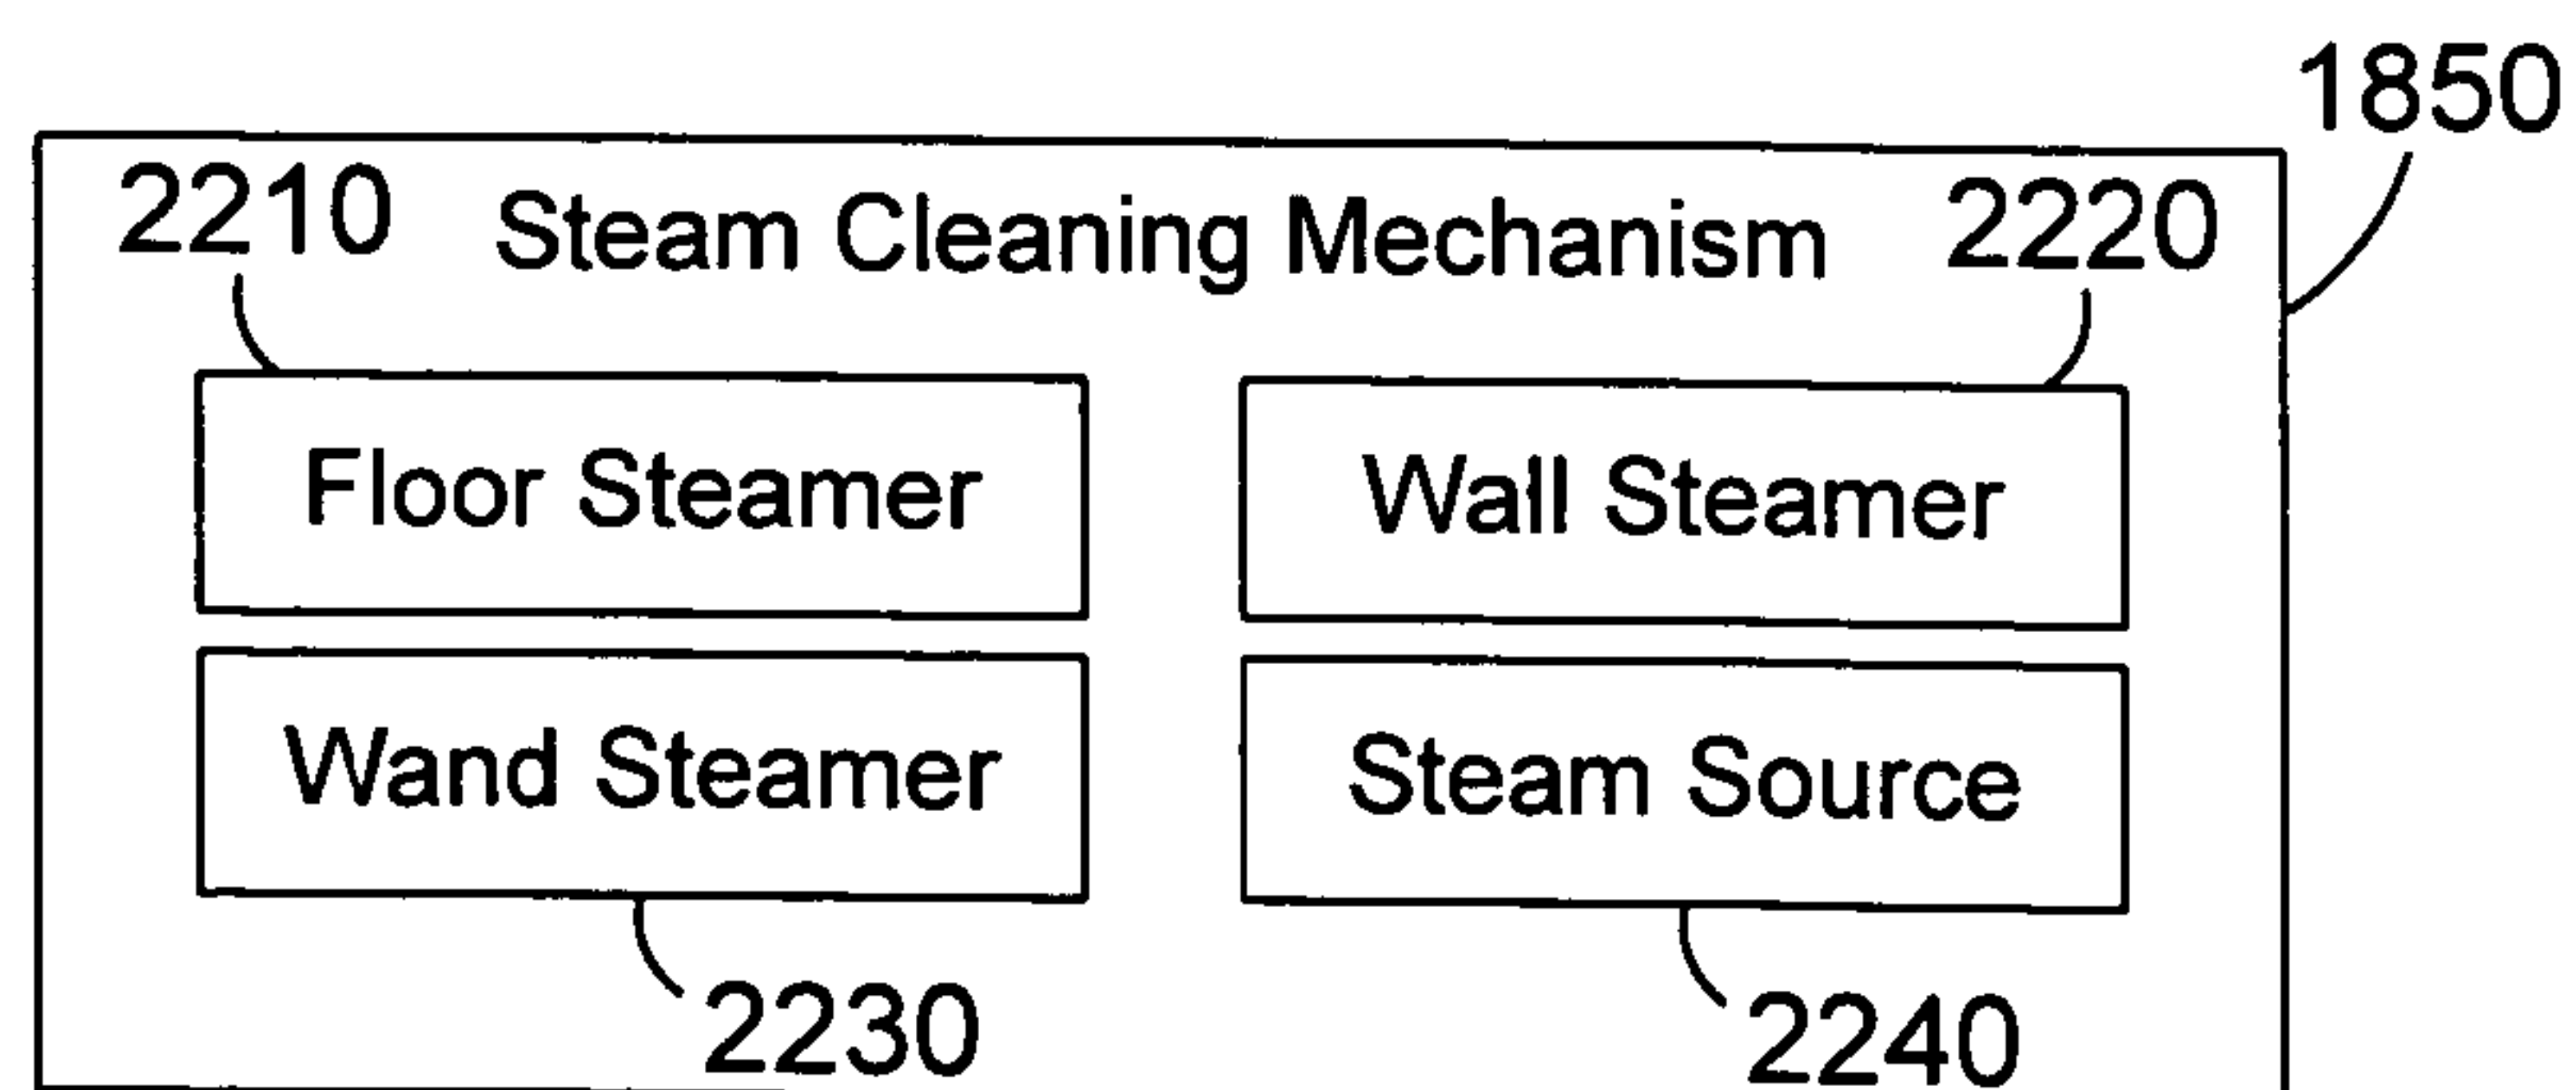 1850
2210 Steam Cleaning Mechanism 2220
Floor Steamer Wall Steamer
Wand Steamer Steam Source
2230 2240